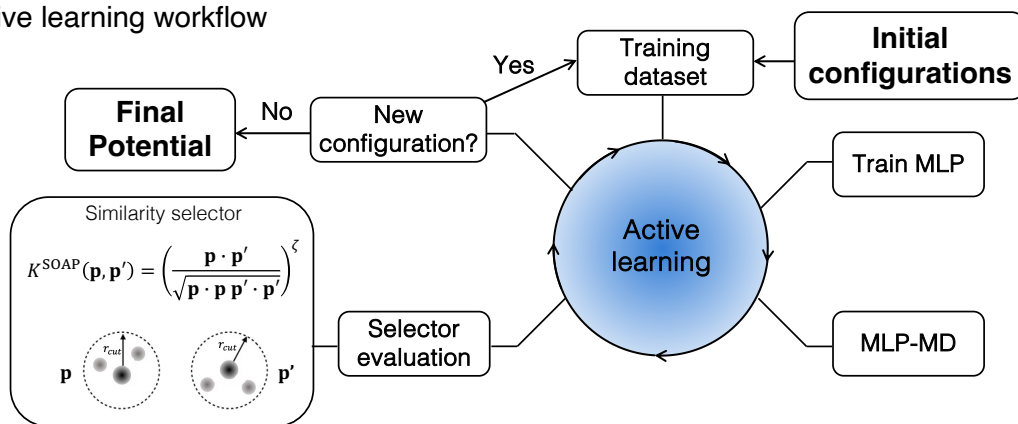 ive learning workflow
Initial
configurations
Training
dataset
Yes
New
configuration?
No
Final
Potential
Train MLP
Active
learning
MLP-MD
Selector
evaluation
Similarity selector
K^SOAP(𝐩, 𝐩′) = (𝐩 · 𝐩′ / √(𝐩 · 𝐩 𝐩′ · 𝐩′))^ζ
r_cut
r_cut
𝐩
𝐩′